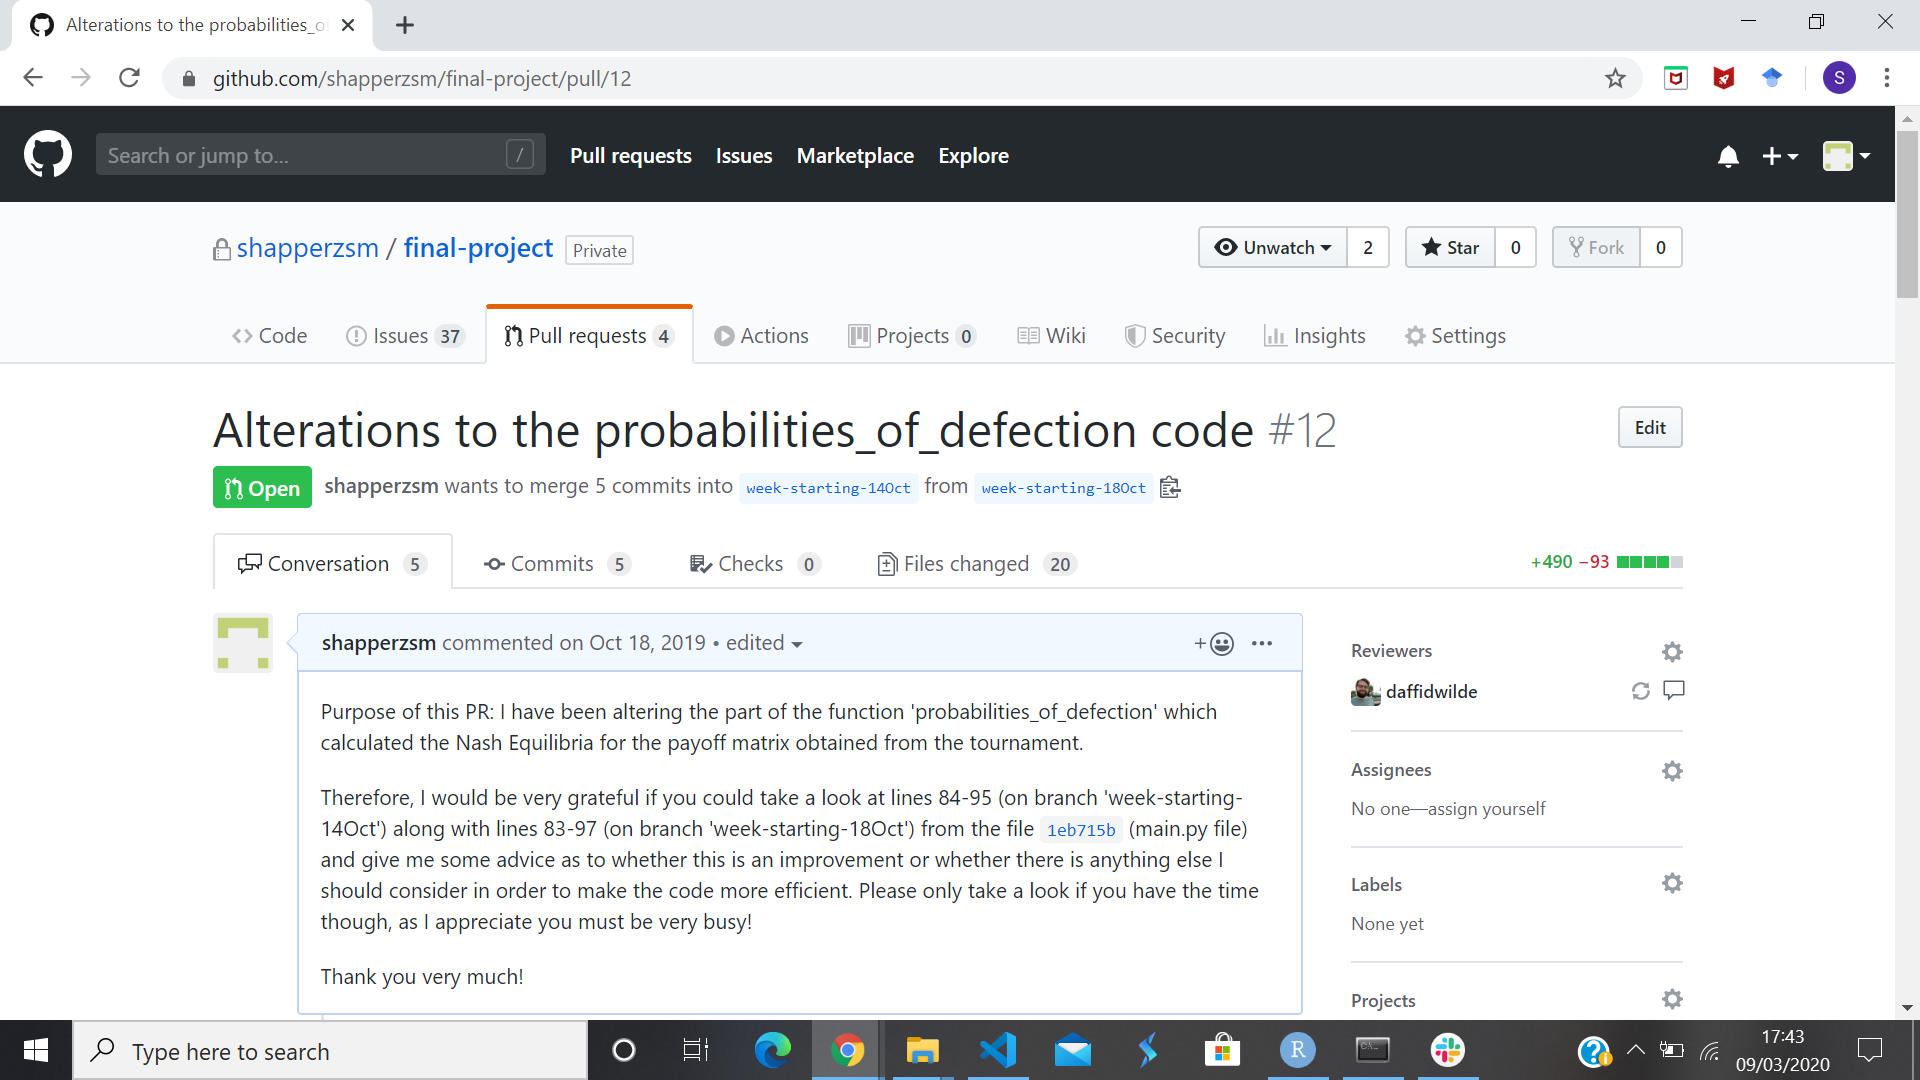 Alterations to the probabilities_o
github.com/shapperzsm/final-project/pull/12
S
Search or jump to...
/
Pull requests Issues Marketplace Explore
shapperzsm / final-project Private
Unwatch 2
Star 0
Fork 0
Code
Issues 37
Pull requests 4
Actions
Projects 0
Wiki
Security
Insights
Settings
Alterations to the probabilities_of_defection code #12
Edit
Open
shapperzsm wants to merge 5 commits into week-starting-14Oct from week-starting-18Oct
Conversation 5
Commits 5
Checks 0
Files changed 20
+490 −93
shapperzsm commented on Oct 18, 2019 • edited
Purpose of this PR: I have been altering the part of the function 'probabilities_of_defection' which
calculated the Nash Equilibria for the payoff matrix obtained from the tournament.
Therefore, I would be very grateful if you could take a look at lines 84-95 (on branch 'week-starting-
14Oct') along with lines 83-97 (on branch 'week-starting-18Oct') from the file 1eb715b (main.py file)
and give me some advice as to whether this is an improvement or whether there is anything else I
should consider in order to make the code more efficient. Please only take a look if you have the time
though, as I appreciate you must be very busy!
Thank you very much!
Reviewers
daffidwilde
Assignees
No one—assign yourself
Labels
None yet
Projects
Type here to search
R
17:43
09/03/2020